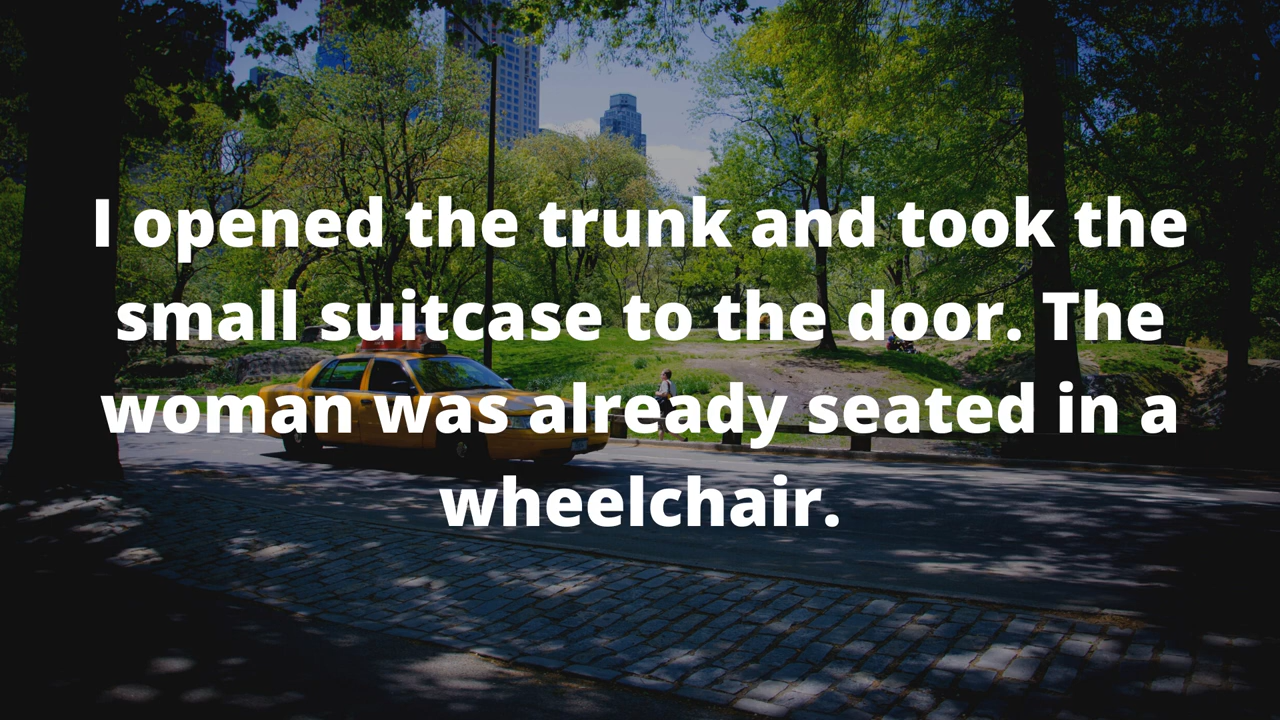 I opened the trunk and took the
small suitcase to the door. The
woman was already seated in a
wheelchair.